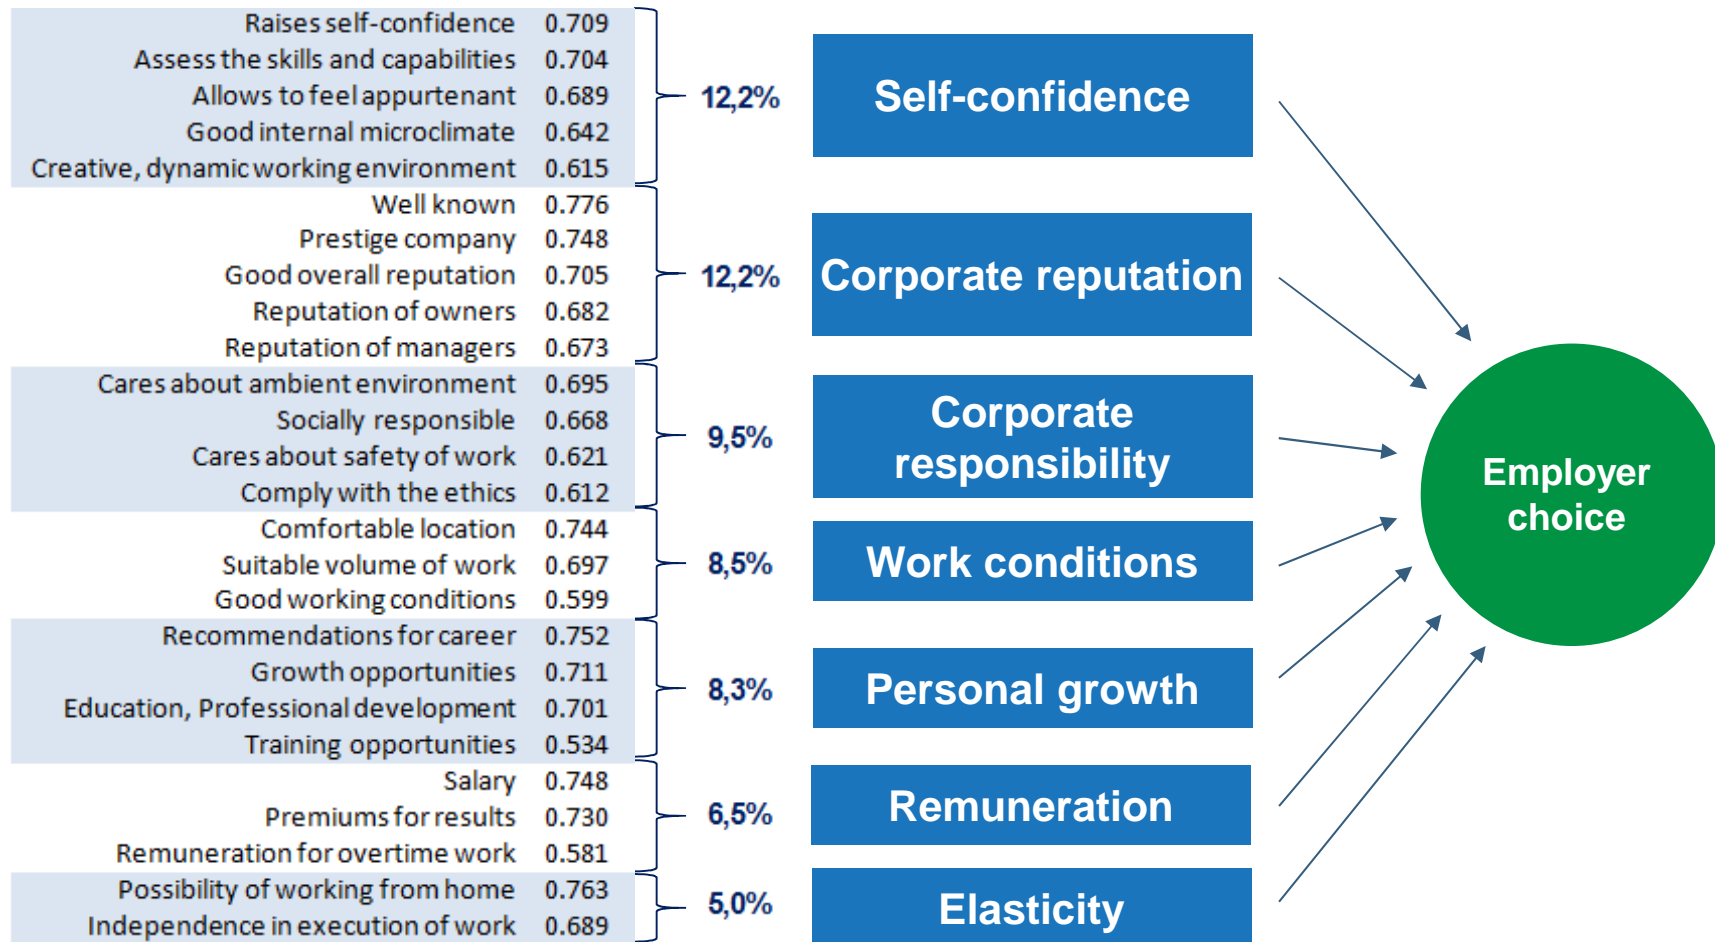 Raises self-confidence 0.709
Assess the skills and capabilities 0.704
Allows to feel appurtenant 0.689
Good internal microclimate 0.642
Creative, dynamic working environment 0.615
12,2%
Self-confidence
Well known 0.776
Prestige company 0.748
Good overall reputation 0.705
Reputation of owners 0.682
Reputation of managers 0.673
12,2%
Corporate reputation
Cares about ambient environment 0.695
Socially responsible 0.668
Cares about safety of work 0.621
Comply with the ethics 0.612
9,5%
Corporate
responsibility
Comfortable location 0.744
Suitable volume of work 0.697
Good working conditions 0.599
8,5%
Work conditions
Recommendations for career 0.752
Growth opportunities 0.711
Education, Professional development 0.701
Training opportunities 0.534
8,3%
Personal growth
Salary 0.748
Premiums for results 0.730
Remuneration for overtime work 0.581
6,5%
Remuneration
Possibility of working from home 0.763
Independence in execution of work 0.689
5,0%
Elasticity
Employer
choice